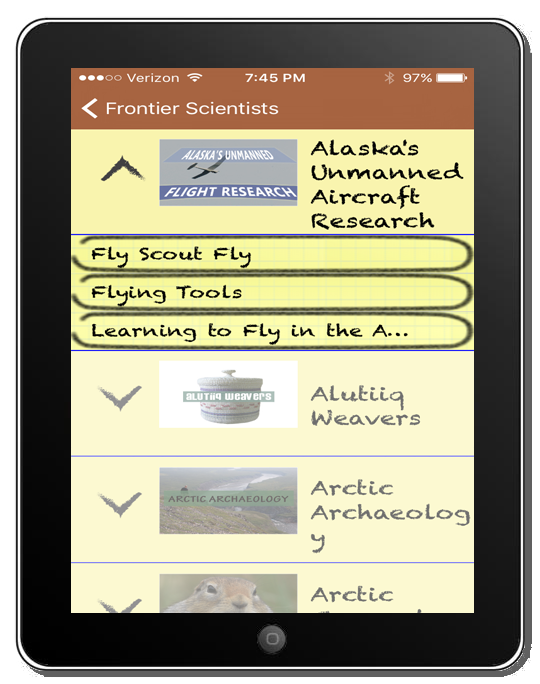 Verizon 7:45 PM 97%
Frontier Scientists
ALASKA'S UNMANNED
FLIGHT RESEARCH
Alaska's
Unmanned
Aircraft
Research
Fly Scout Fly
Flying Tools
Learning to Fly in the A...
ALUTIIQ WEAVERS
Alutiiq
Weavers
ARCTIC ARCHAEOLOGY
Arctic
Archaeolog
y
Arctic